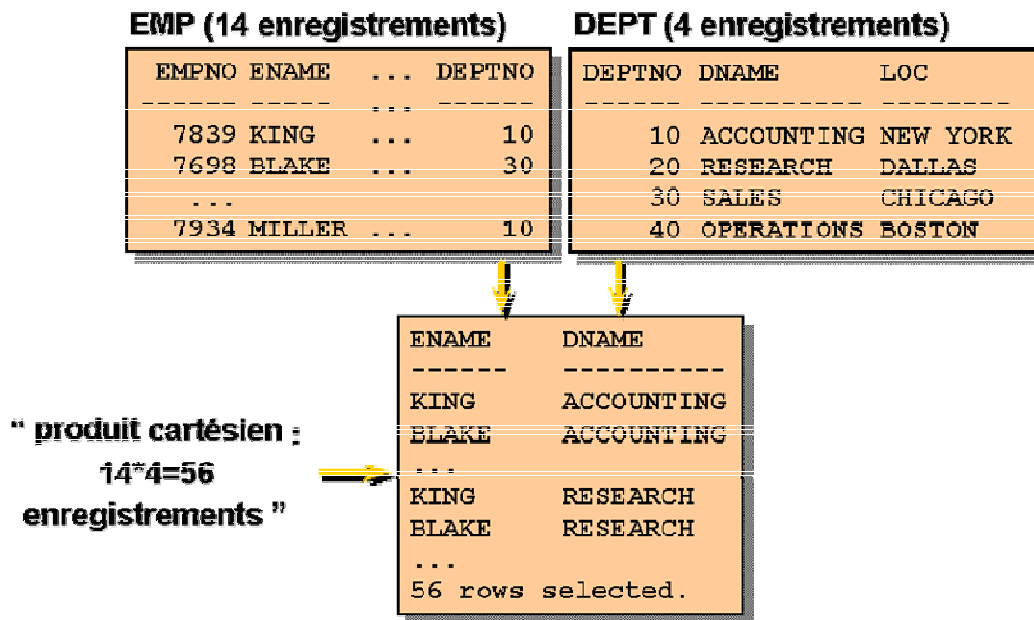 EMP (14 enregistrements)
EMPNO ENAME ... DEPTNO
------ ----- ... ------
7839 KING ... 10
7698 BLAKE ... 30
...
7934 MILLER ... 10
DEPT (4 enregistrements)
DEPTNO DNAME LOC
------ ---------- --------
10 ACCOUNTING NEW YORK
20 RESEARCH DALLAS
30 SALES CHICAGO
40 OPERATIONS BOSTON
“ produit cartésien :
14*4=56
enregistrements ”
ENAME DNAME
------ ----------
KING ACCOUNTING
BLAKE ACCOUNTING
...
KING RESEARCH
BLAKE RESEARCH
...
56 rows selected.